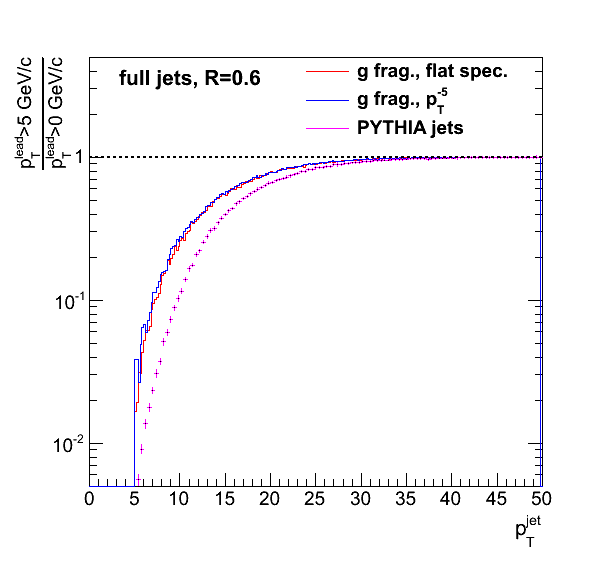 full jets, R=0.6
g frag., flat spec.
g frag., p_T^-5
PYTHIA jets
p_T^lead>5 GeV/c
p_T^lead>0 GeV/c
1
10^-1
10^-2
0 5 10 15 20 25 30 35 40 45 50
p_T^jet